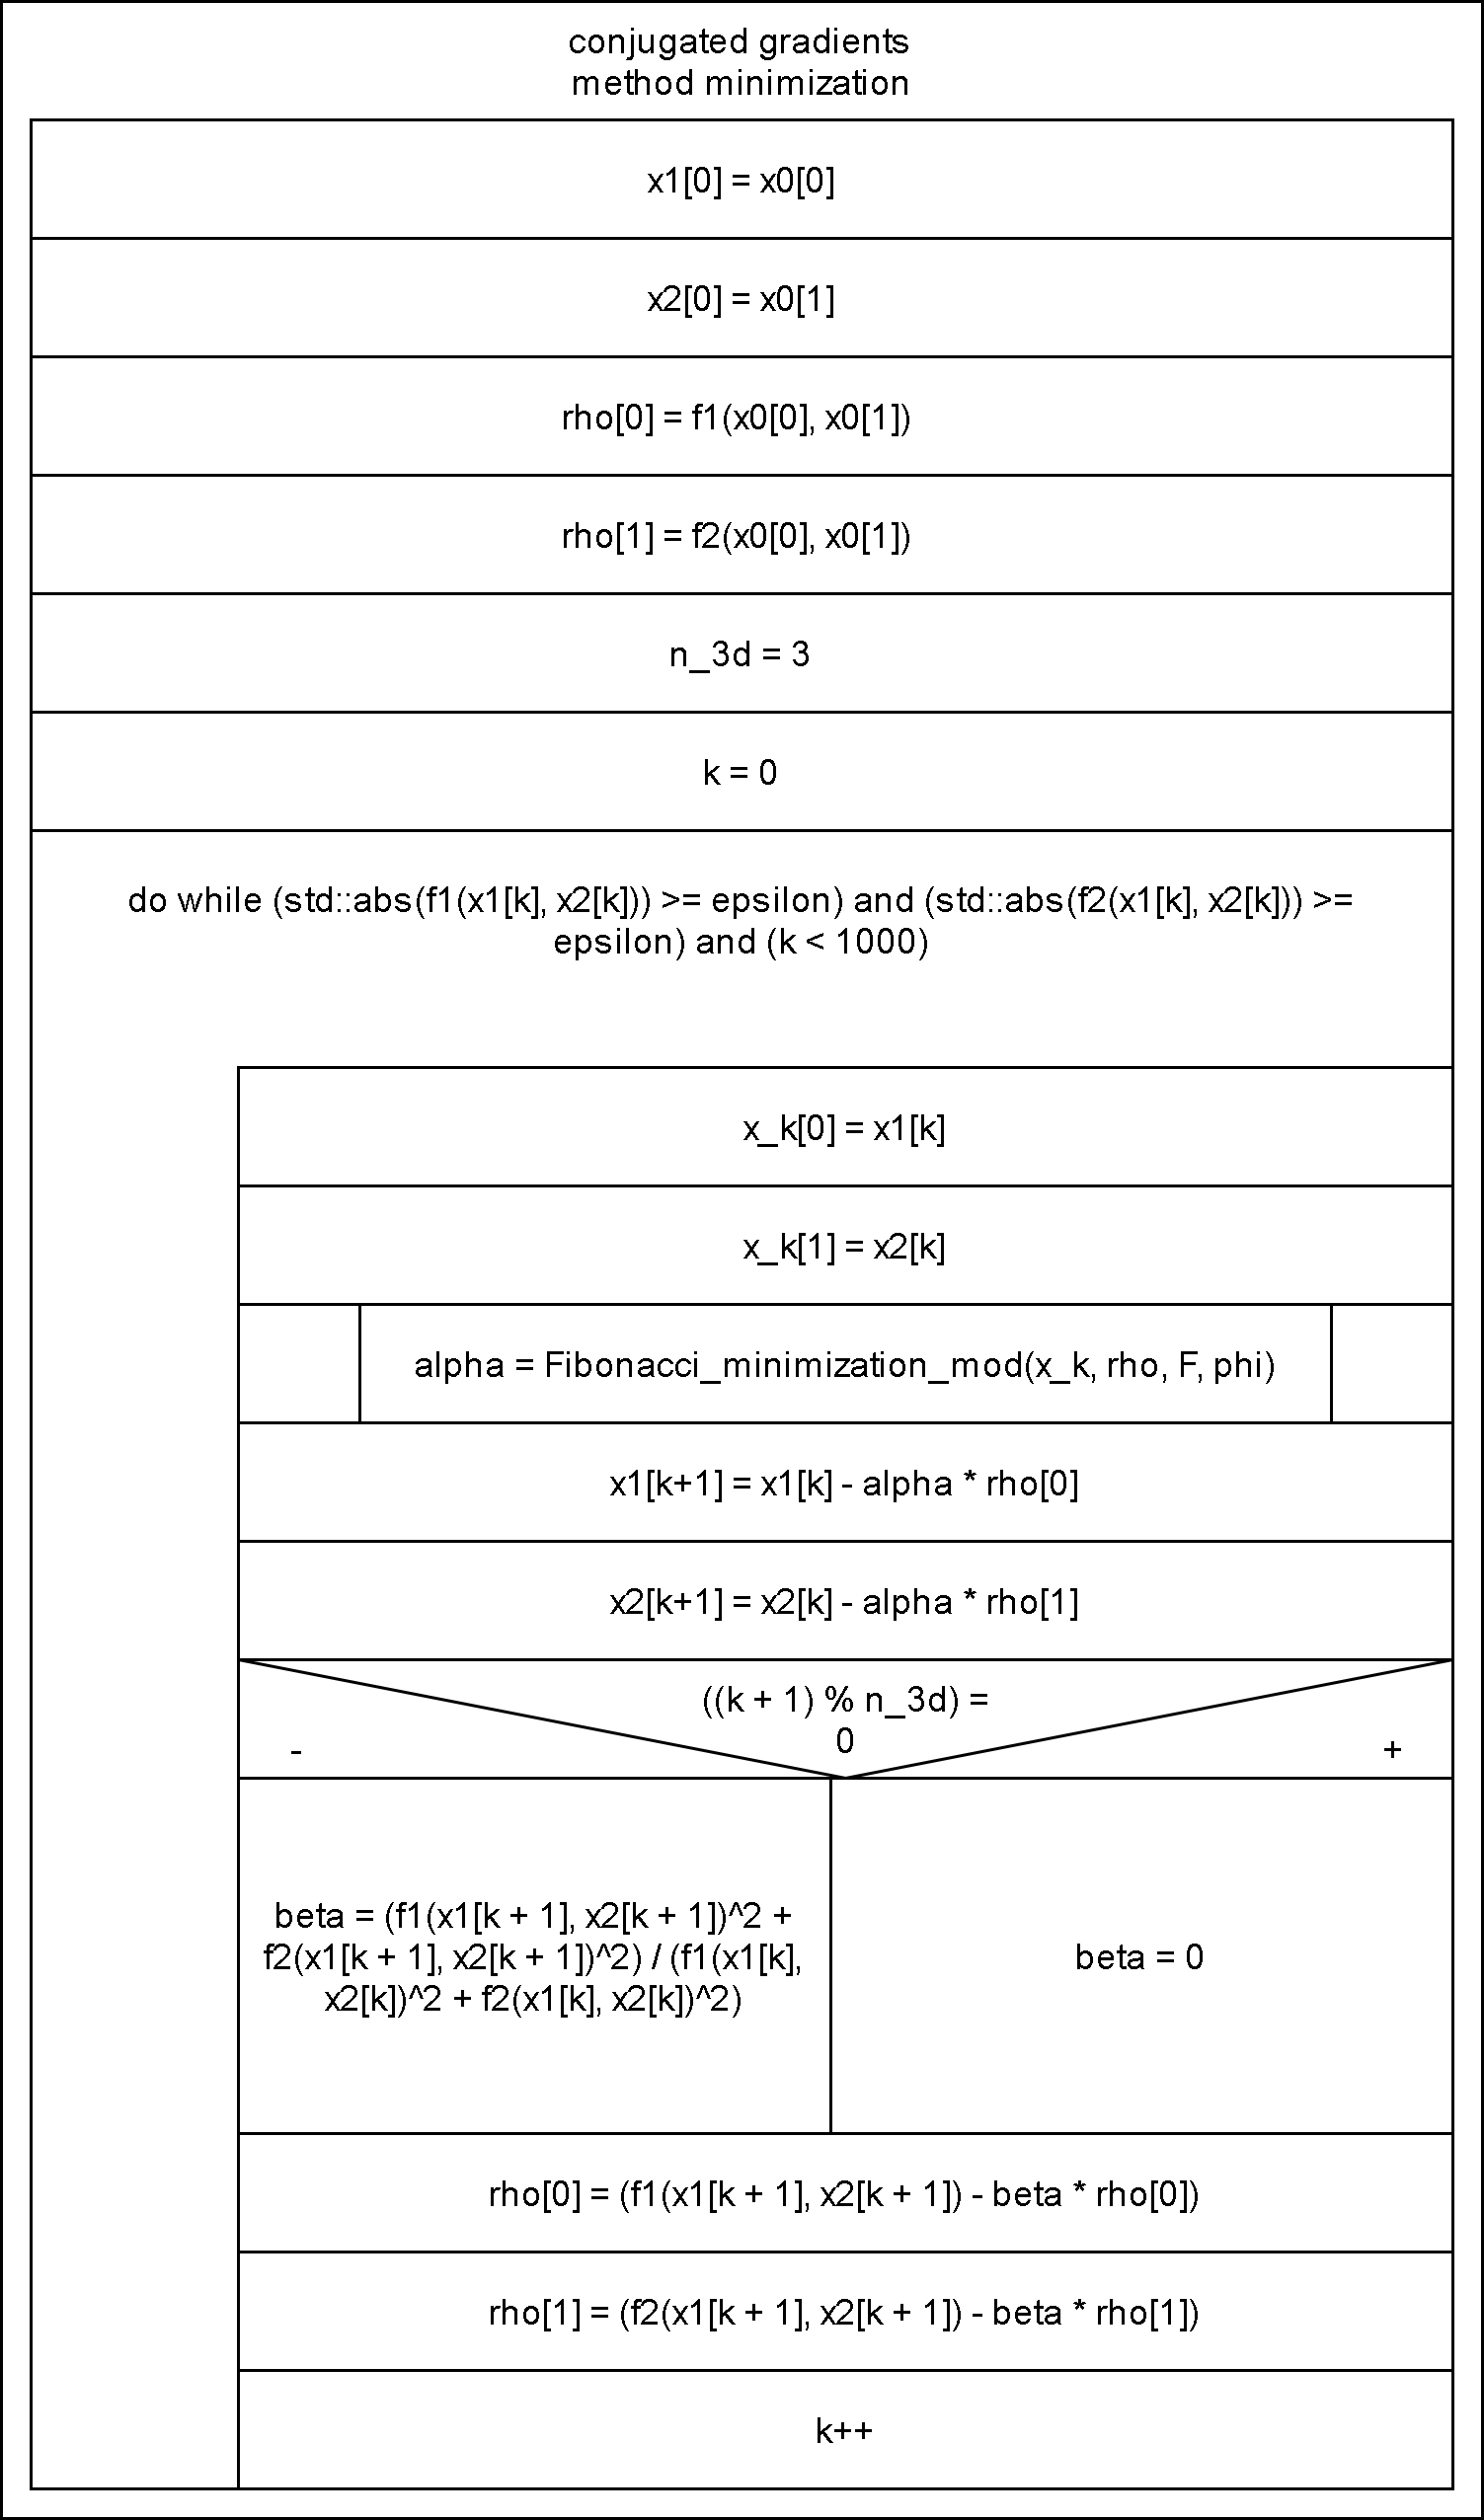 conjugated gradients
method minimization
x1[0] = x0[0]
x2[0] = x0[1]
rho[0] = f1(x0[0], x0[1])
rho[1] = f2(x0[0], x0[1])
n_3d = 3
k = 0
do while (std::abs(f1(x1[k], x2[k])) >= epsilon) and (std::abs(f2(x1[k], x2[k])) >=
epsilon) and (k < 1000)
x_k[0] = x1[k]
x_k[1] = x2[k]
alpha = Fibonacci_minimization_mod(x_k, rho, F, phi)
x1[k+1] = x1[k] - alpha * rho[0]
x2[k+1] = x2[k] - alpha * rho[1]
((k + 1) % n_3d) =
0
-
+
beta = (f1(x1[k + 1], x2[k + 1])^2 +
f2(x1[k + 1], x2[k + 1])^2) / (f1(x1[k],
x2[k])^2 + f2(x1[k], x2[k])^2)
beta = 0
rho[0] = (f1(x1[k + 1], x2[k + 1]) - beta * rho[0])
rho[1] = (f2(x1[k + 1], x2[k + 1]) - beta * rho[1])
k++